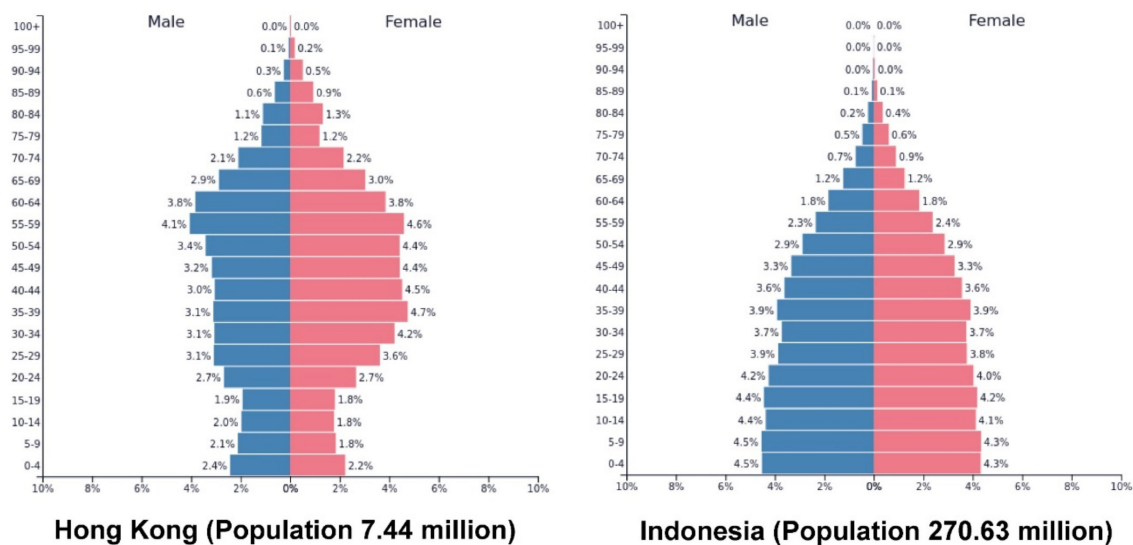 Male Female
100+ 0.0% 0.0%
95-99 0.1% 0.2%
90-94 0.3% 0.5%
85-89 0.6% 0.9%
80-84 1.1% 1.3%
75-79 1.2% 1.2%
70-74 2.1% 2.2%
65-69 2.9% 3.0%
60-64 3.8% 3.8%
55-59 4.1% 4.6%
50-54 3.4% 4.4%
45-49 3.2% 4.4%
40-44 3.0% 4.5%
35-39 3.1% 4.7%
30-34 3.1% 4.2%
25-29 3.1% 3.6%
20-24 2.7% 2.7%
15-19 1.9% 1.8%
10-14 2.0% 1.8%
5-9 2.1% 1.8%
0-4 2.4% 2.2%
10% 8% 6% 4% 2% 0% 2% 4% 6% 8% 10%
Hong Kong (Population 7.44 million)
Male Female
100+ 0.0% 0.0%
95-99 0.0% 0.0%
90-94 0.0% 0.0%
85-89 0.1% 0.1%
80-84 0.2% 0.4%
75-79 0.5% 0.6%
70-74 0.7% 0.9%
65-69 1.2% 1.2%
60-64 1.8% 1.8%
55-59 2.3% 2.4%
50-54 2.9% 2.9%
45-49 3.3% 3.3%
40-44 3.6% 3.6%
35-39 3.9% 3.9%
30-34 3.7% 3.7%
25-29 3.9% 3.8%
20-24 4.2% 4.0%
15-19 4.4% 4.2%
10-14 4.4% 4.1%
5-9 4.5% 4.3%
0-4 4.5% 4.3%
10% 8% 6% 4% 2% 0% 2% 4% 6% 8% 10%
Indonesia (Population 270.63 million)